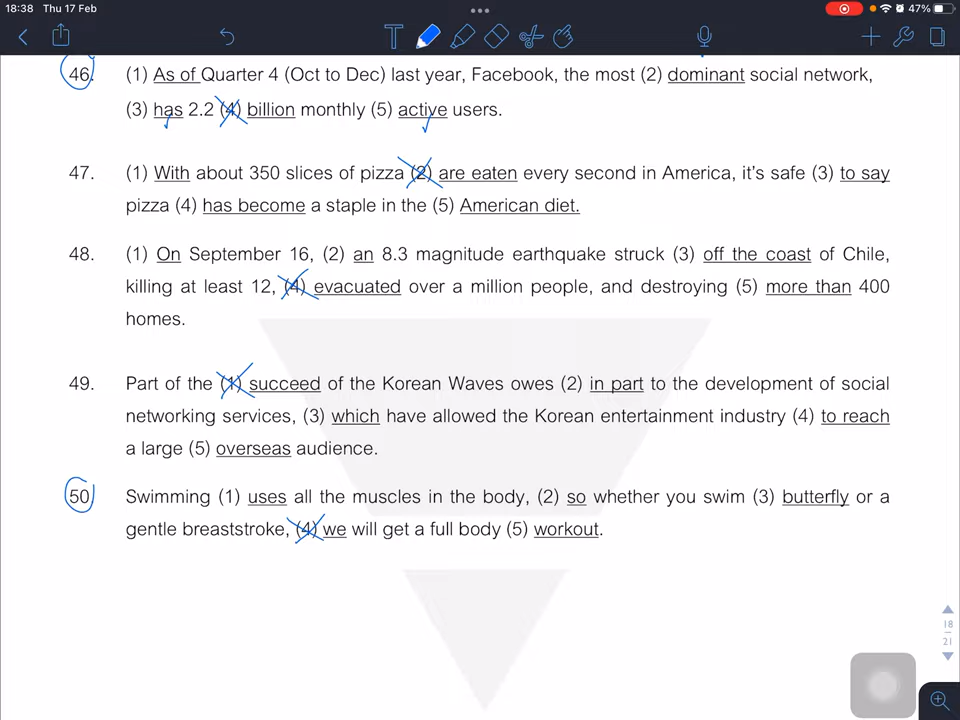 18:38 Thu 17 Feb
47%
T
46. (1) As of Quarter 4 (Oct to Dec) last year, Facebook, the most (2) dominant social network,
(3) has 2.2 (4) billion monthly (5) active users.
47. (1) With about 350 slices of pizza (2) are eaten every second in America, it's safe (3) to say
pizza (4) has become a staple in the (5) American diet.
48. (1) On September 16, (2) an 8.3 magnitude earthquake struck (3) off the coast of Chile,
killing at least 12, (4) evacuated over a million people, and destroying (5) more than 400
homes.
49. Part of the (1) succeed of the Korean Waves owes (2) in part to the development of social
networking services, (3) which have allowed the Korean entertainment industry (4) to reach
a large (5) overseas audience.
50. Swimming (1) uses all the muscles in the body, (2) so whether you swim (3) butterfly or a
gentle breaststroke, (4) we will get a full body (5) workout.
18
21